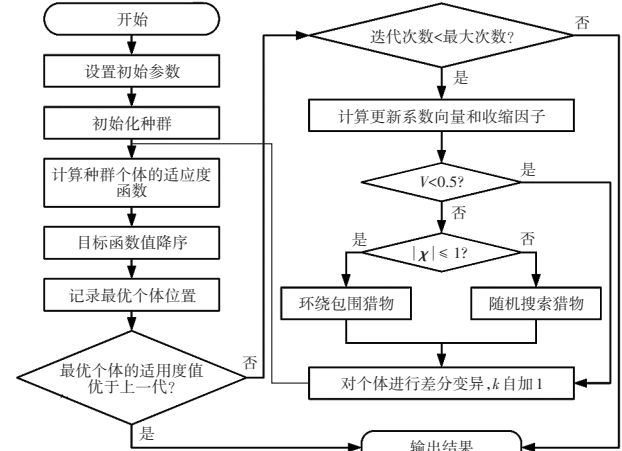 开始
设置初始参数
初始化种群
计算种群个体的适应度
函数
目标函数值降序
记录最优个体位置
最优个体的适用度值
优于上一代?
否
是
迭代次数<最大次数?
否
是
计算更新系数向量和收缩因子
V<0.5?
是
否
|χ|≤1?
是
否
环绕包围猎物
随机搜索猎物
对个体进行差分变异,k自加1
输出结果